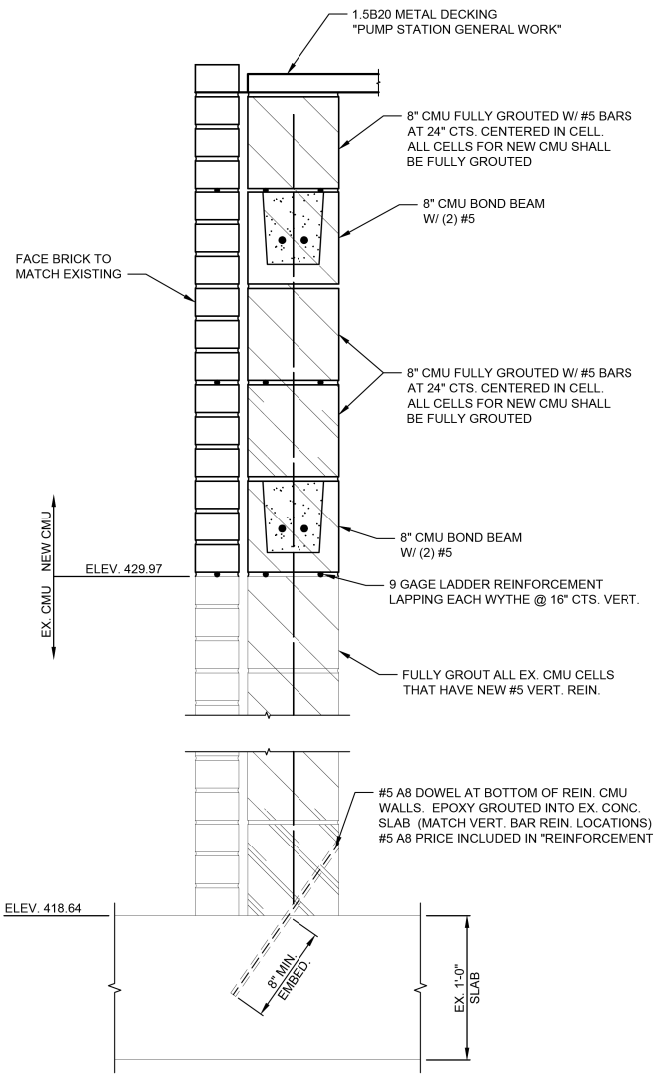 1.5B20 METAL DECKING
"PUMP STATION GENERAL WORK"
8" CMU FULLY GROUTED W/ #5 BARS
AT 24" CTS. CENTERED IN CELL.
ALL CELLS FOR NEW CMU SHALL
BE FULLY GROUTED
8" CMU BOND BEAM
W/ (2) #5
FACE BRICK TO
MATCH EXISTING
8" CMU FULLY GROUTED W/ #5 BARS
AT 24" CTS. CENTERED IN CELL.
ALL CELLS FOR NEW CMU SHALL
BE FULLY GROUTED
8" CMU BOND BEAM
W/ (2) #5
EX. CMU NEW CMU
ELEV. 429.97
9 GAGE LADDER REINFORCEMENT
LAPPING EACH WYTHE @ 16" CTS. VERT.
FULLY GROUT ALL EX. CMU CELLS
THAT HAVE NEW #5 VERT. REIN.
#5 A8 DOWEL AT BOTTOM OF REIN. CMU
WALLS. EPOXY GROUTED INTO EX. CONC.
SLAB (MATCH VERT. BAR REIN. LOCATIONS)
#5 A8 PRICE INCLUDED IN "REINFORCEMENT
ELEV. 418.64
8" MIN.
EMBED.
EX. 1'-0"
SLAB